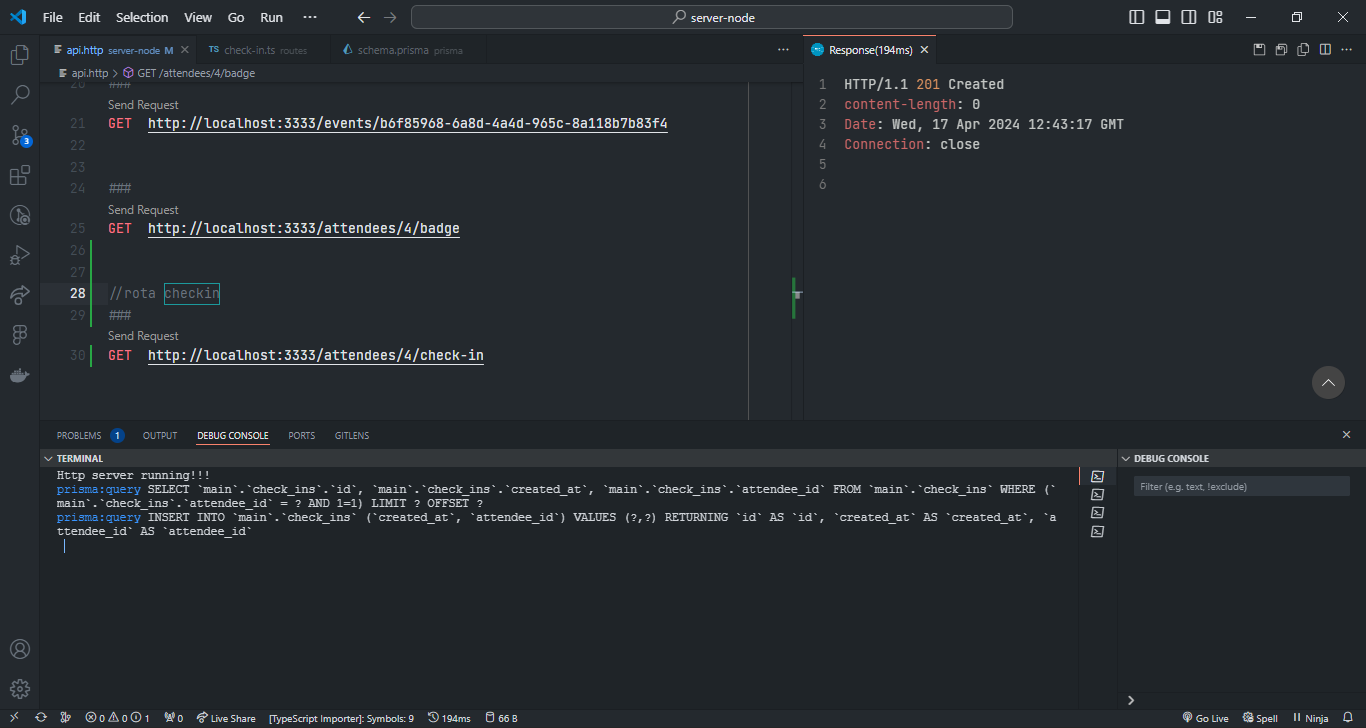 File Edit Selection View Go Run ··· server-node
api.http server-node M
TS check-in.ts routes
schema.prisma prisma
Response(194ms)
api.http > GET /attendees/4/badge
20 ###
Send Request
21 GET http://localhost:3333/events/b6f85968-6a8d-4a4d-965c-8a118b7b83f4
22
23
24 ###
Send Request
25 GET http://localhost:3333/attendees/4/badge
26
27
28 //rota checkin
29 ###
Send Request
30 GET http://localhost:3333/attendees/4/check-in
1 HTTP/1.1 201 Created
2 content-length: 0
3 Date: Wed, 17 Apr 2024 12:43:17 GMT
4 Connection: close
5
6
3
PROBLEMS 1 OUTPUT DEBUG CONSOLE PORTS GITLENS
TERMINAL
Http server running!!!
prisma:query SELECT `main`.`check_ins`.`id`, `main`.`check_ins`.`created_at`, `main`.`check_ins`.`attendee_id` FROM `main`.`check_ins` WHERE (`
main`.`check_ins`.`attendee_id` = ? AND 1=1) LIMIT ? OFFSET ?
prisma:query INSERT INTO `main`.`check_ins` (`created_at`, `attendee_id`) VALUES (?,?) RETURNING `id` AS `id`, `created_at` AS `created_at`, `a
ttendee_id` AS `attendee_id`
DEBUG CONSOLE
Filter (e.g. text, !exclude)
0 0 1 0 Live Share [TypeScript Importer]: Symbols: 9 194ms 66 B Go Live Spell Ninja